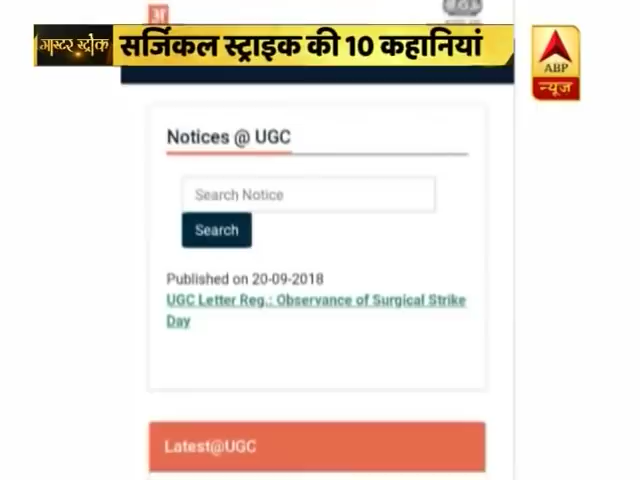 अ
मास्टर स्ट्रोक
सर्जिकल स्ट्राइक की 10 कहानियां
ABP
न्यूज़
Notices @ UGC
Search Notice
Search
Published on 20-09-2018
UGC Letter Reg.: Observance of Surgical Strike
Day
Latest@UGC